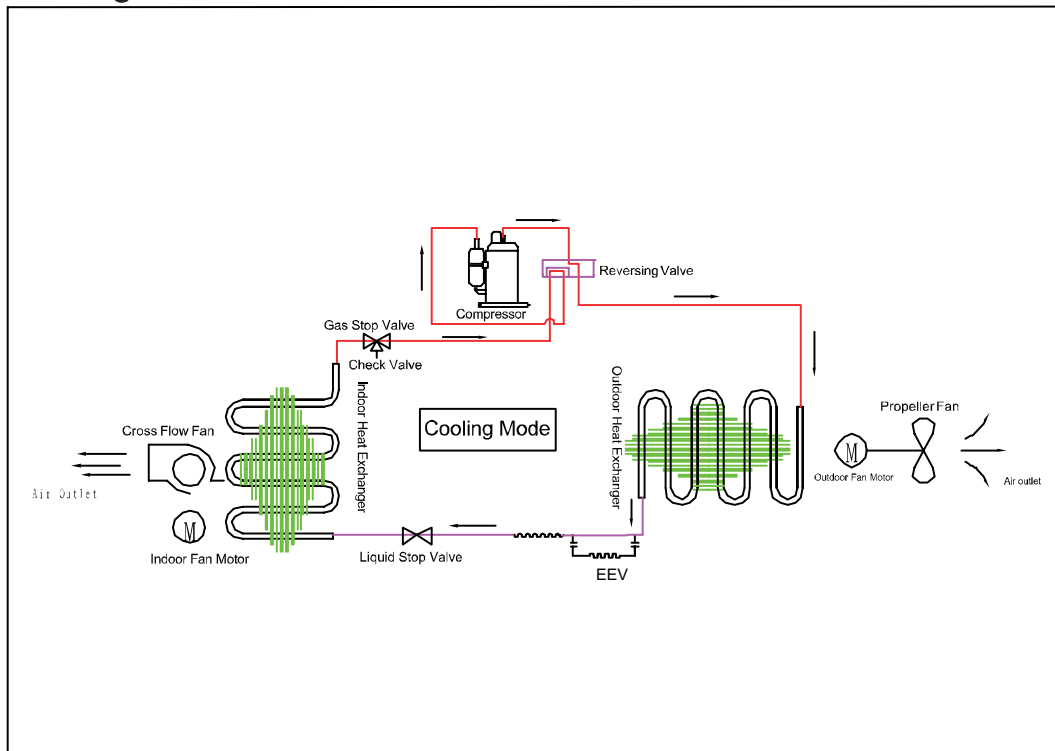 Reversing Valve
Compressor
Gas Stop Valve
Check Valve
Indoor Heat Exchanger
Outdoor Heat Exhanger
Cooling Mode
Cross Flow Fan
Propeller Fan
Air Outlet
M
Outdoor Fan Motor
Air outlet
M
Indoor Fan Motor
Liquid Stop Valve
EEV